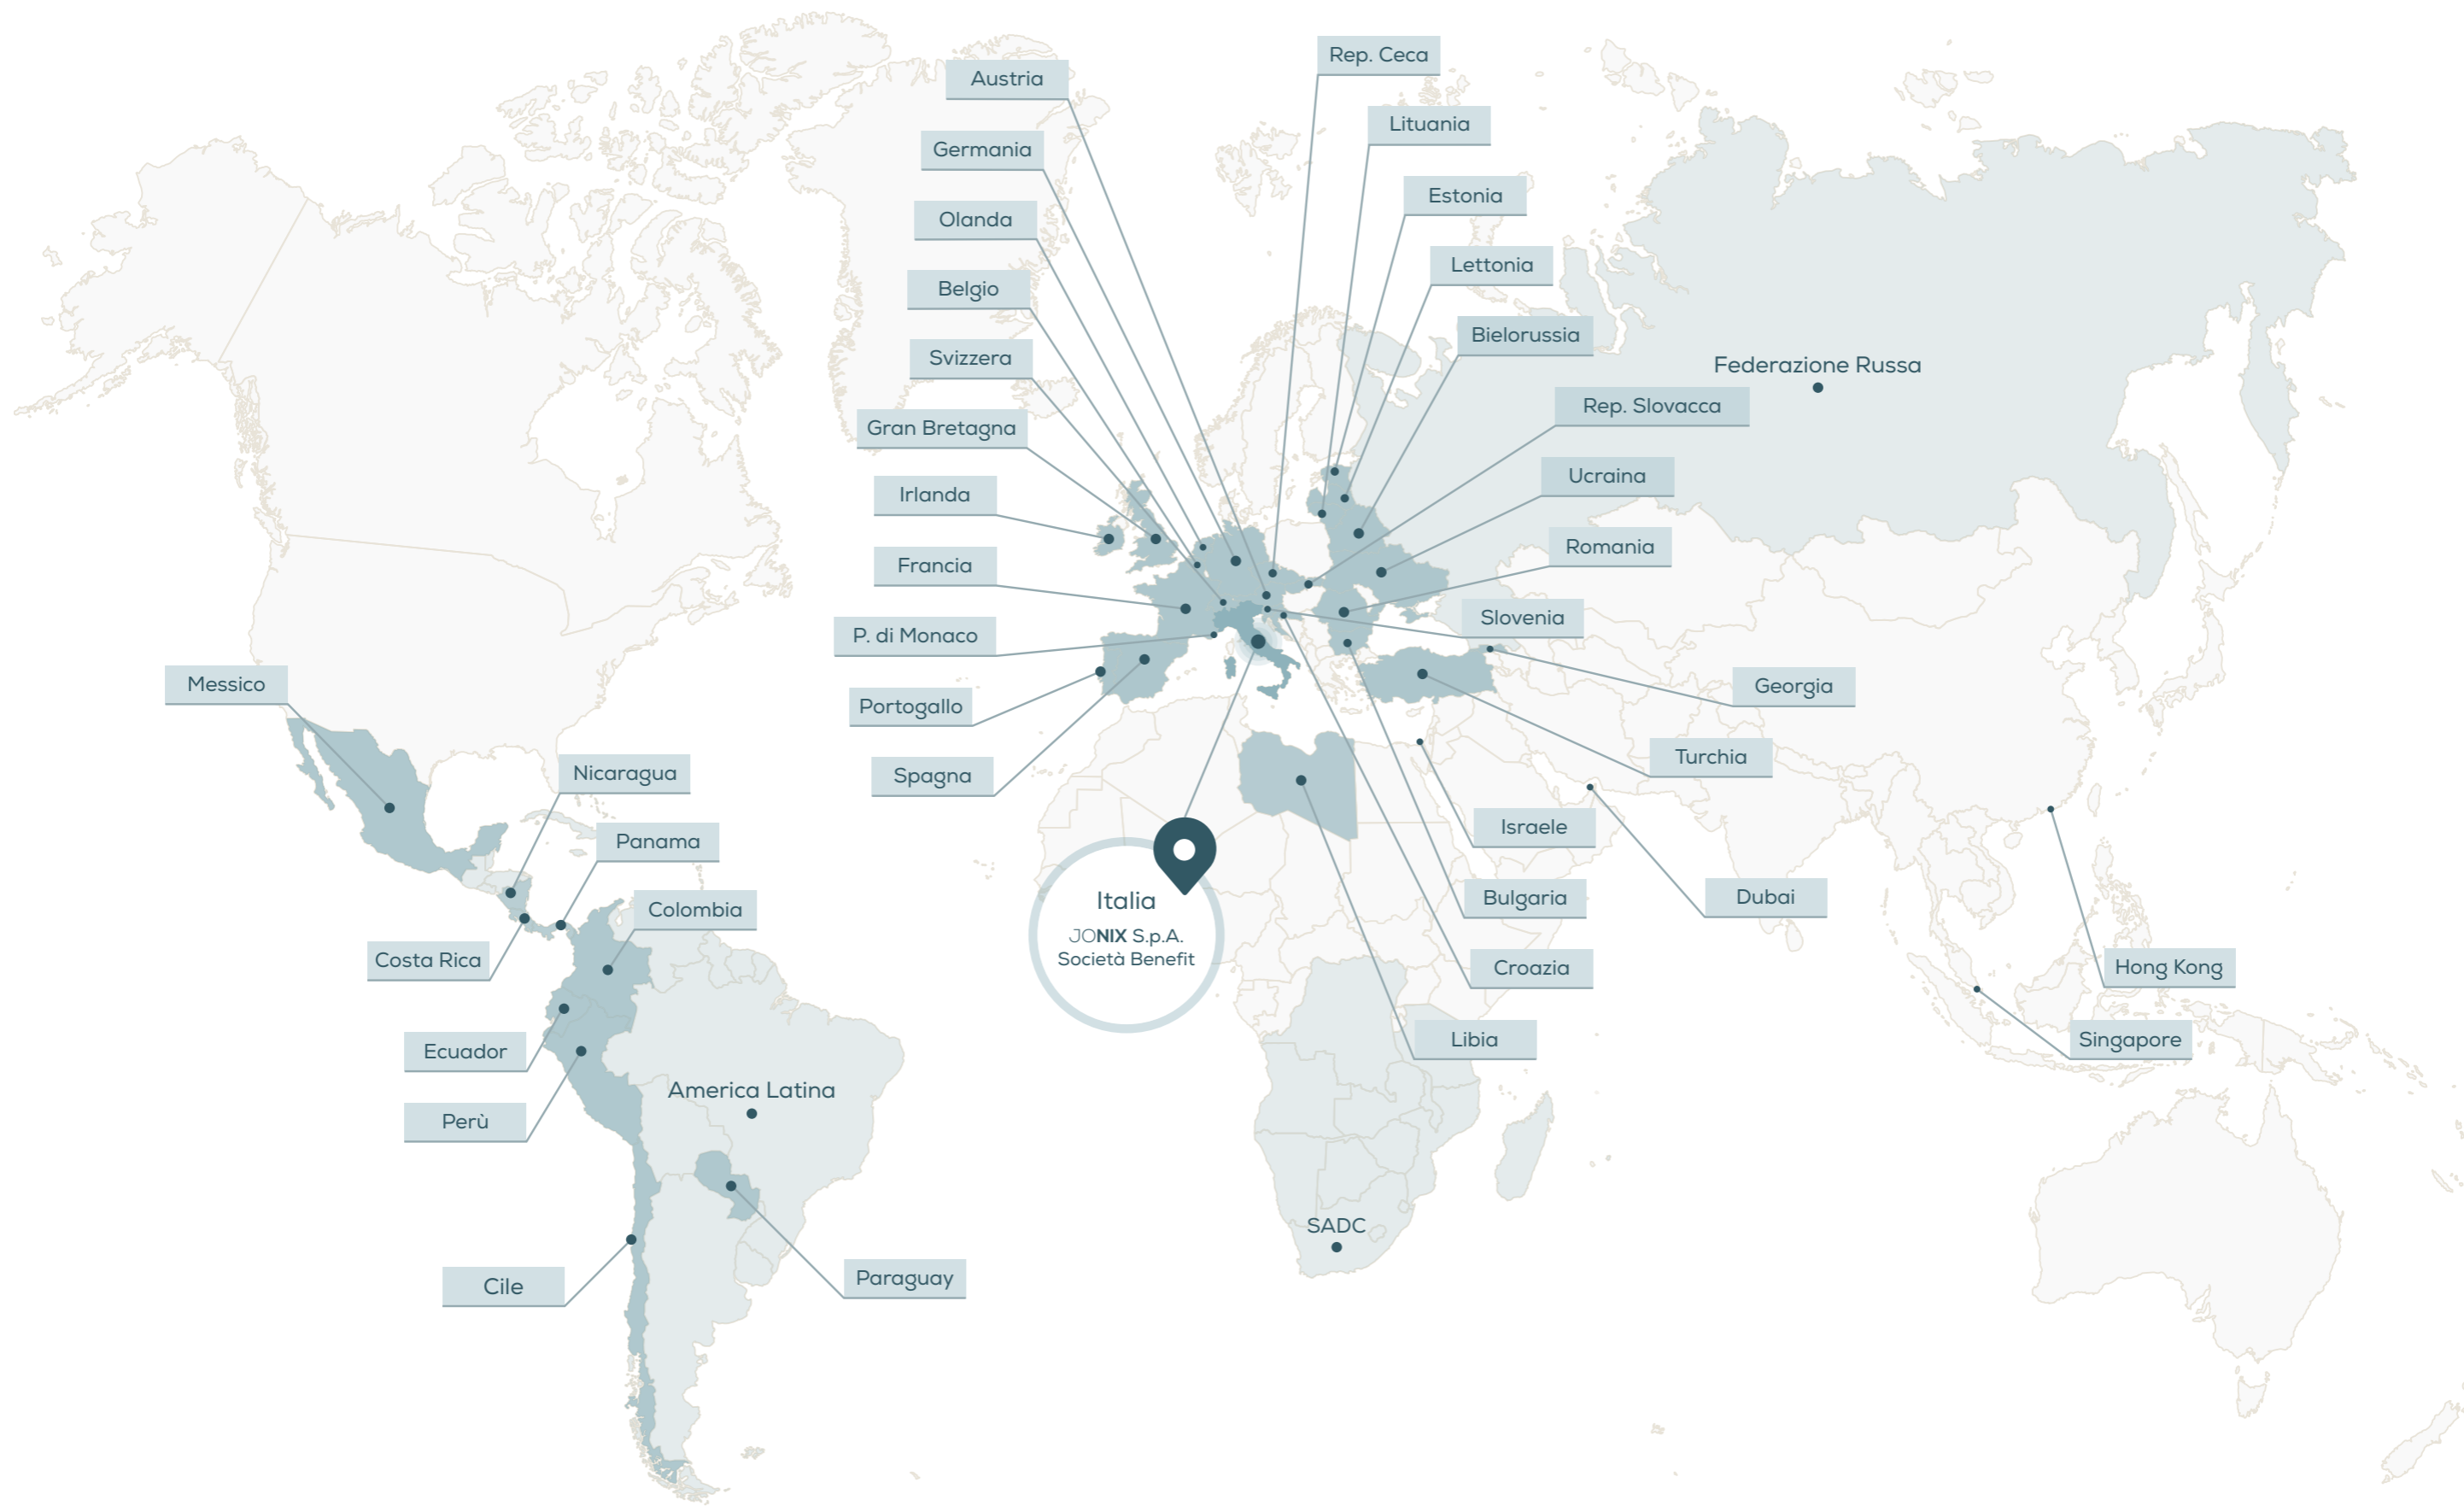 Rep. Ceca
Austria
Lituania
Germania
Estonia
Olanda
Lettonia
Belgio
Bielorussia
Svizzera
Federazione Russa
Rep. Slovacca
Gran Bretagna
Ucraina
Irlanda
Romania
Francia
Slovenia
P. di Monaco
Messico
Georgia
Portogallo
Turchia
Nicaragua
Spagna
Israele
Panama
Dubai
Bulgaria
Italia
JONIX S.p.A.
Società Benefit
Colombia
Costa Rica
Croazia
Hong Kong
Libia
Singapore
Ecuador
America Latina
Perù
SADC
Paraguay
Cile